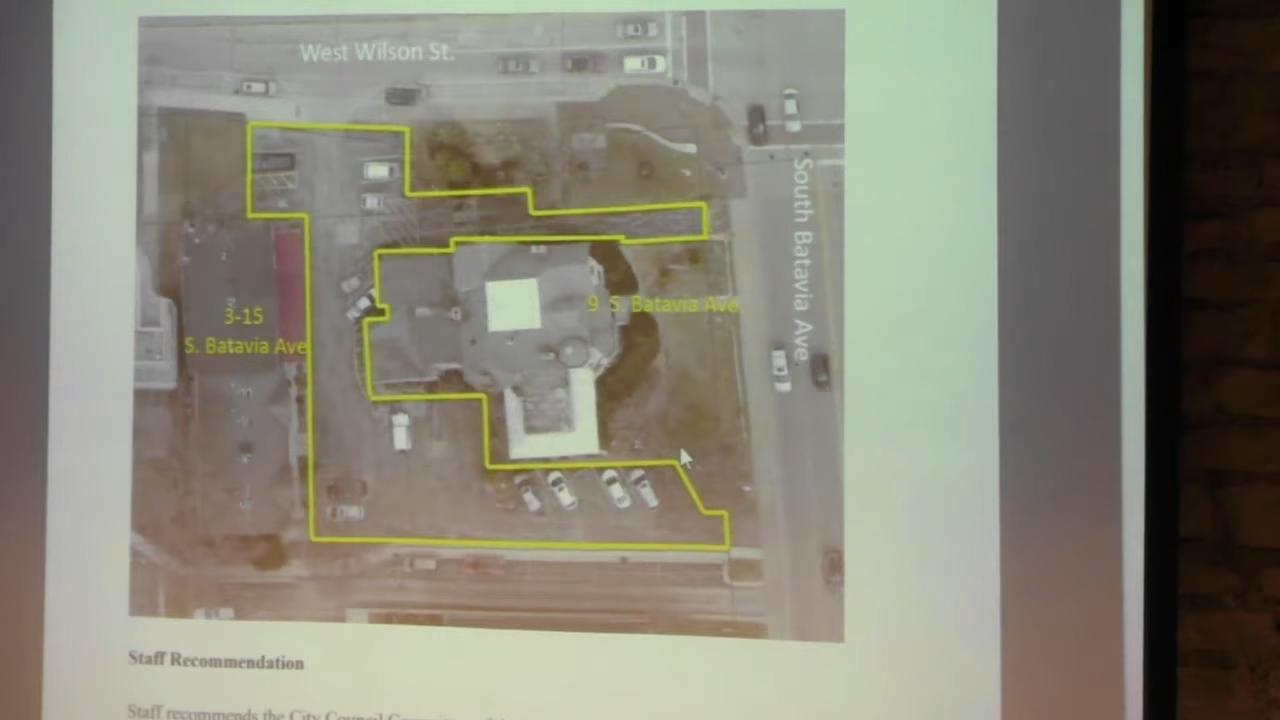 West Wilson St.
South Batavia Ave.
9 S. Batavia Ave.
3-15
S. Batavia Ave
Staff Recommendation
Staff recommends the City Council